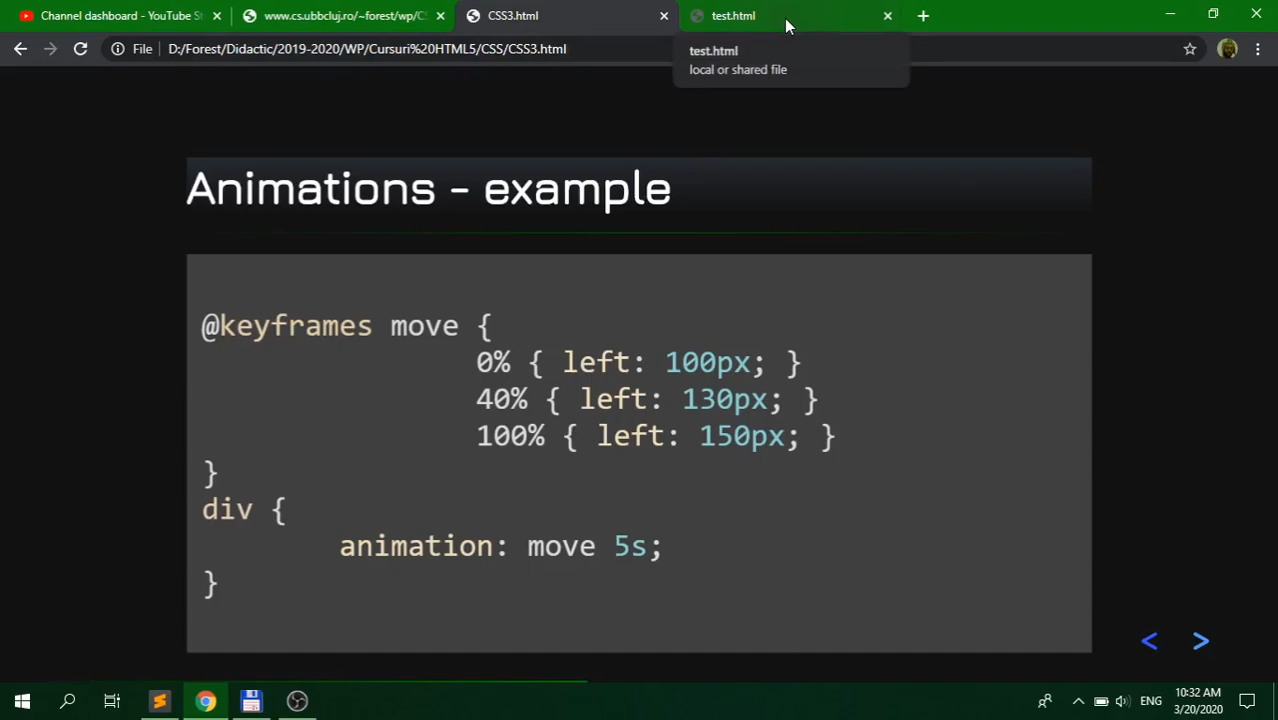 Channel dashboard - YouTube St
www.cs.ubbcluj.ro/~forest/wp/CS
CSS3.html
test.html
File
D:/Forest/Didactic/2019-2020/WP/Cursuri%20HTML5/CSS/CSS3.html
test.html
local or shared file
Animations - example
@keyframes move {
0% { left: 100px; }
40% { left: 130px; }
100% { left: 150px; }
}
div {
animation: move 5s;
}
< >
ENG
10:32 AM
3/20/2020